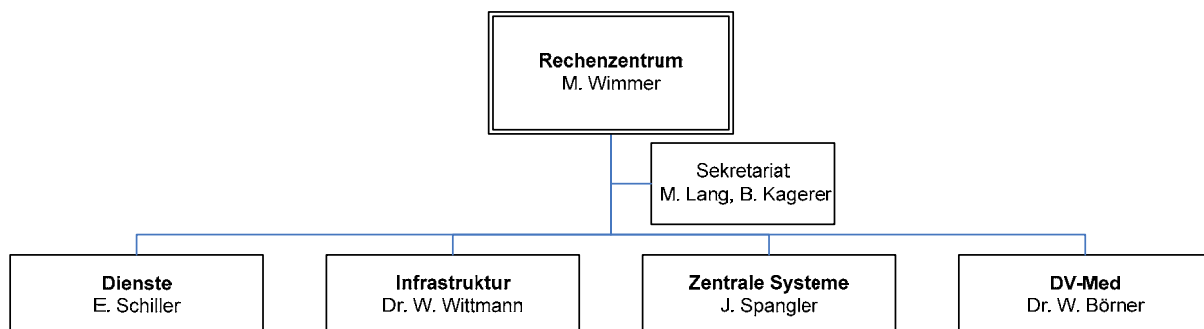 Rechenzentrum
M. Wimmer
Sekretariat
M. Lang, B. Kagerer
Dienste
E. Schiller
Infrastruktur
Dr. W. Wittmann
Zentrale Systeme
J. Spangler
DV-Med
Dr. W. Börner